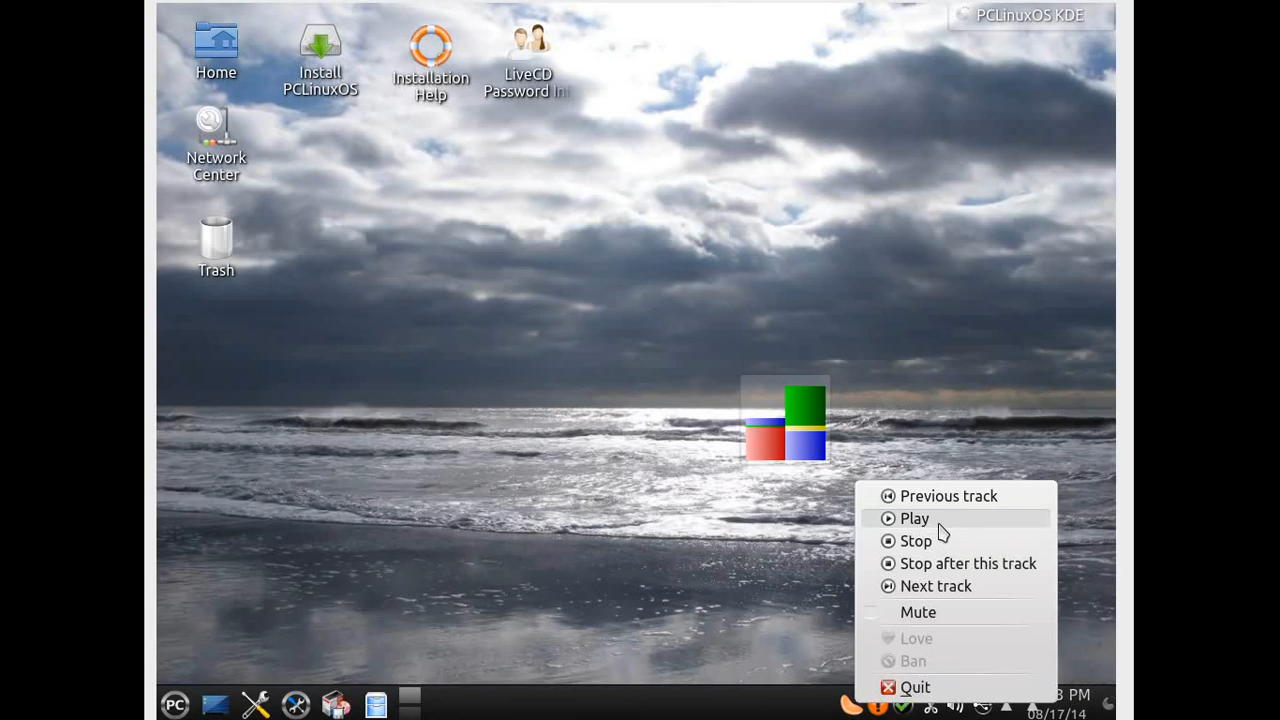 PCLinuxOS KDE
Home
Install
PCLinuxOS
Installation
Help
LiveCD
Password
Network
Center
Trash
Previous track
Play
Stop
Stop after this track
Next track
Mute
Love
Ban
Quit
PC
PM
08/17/14